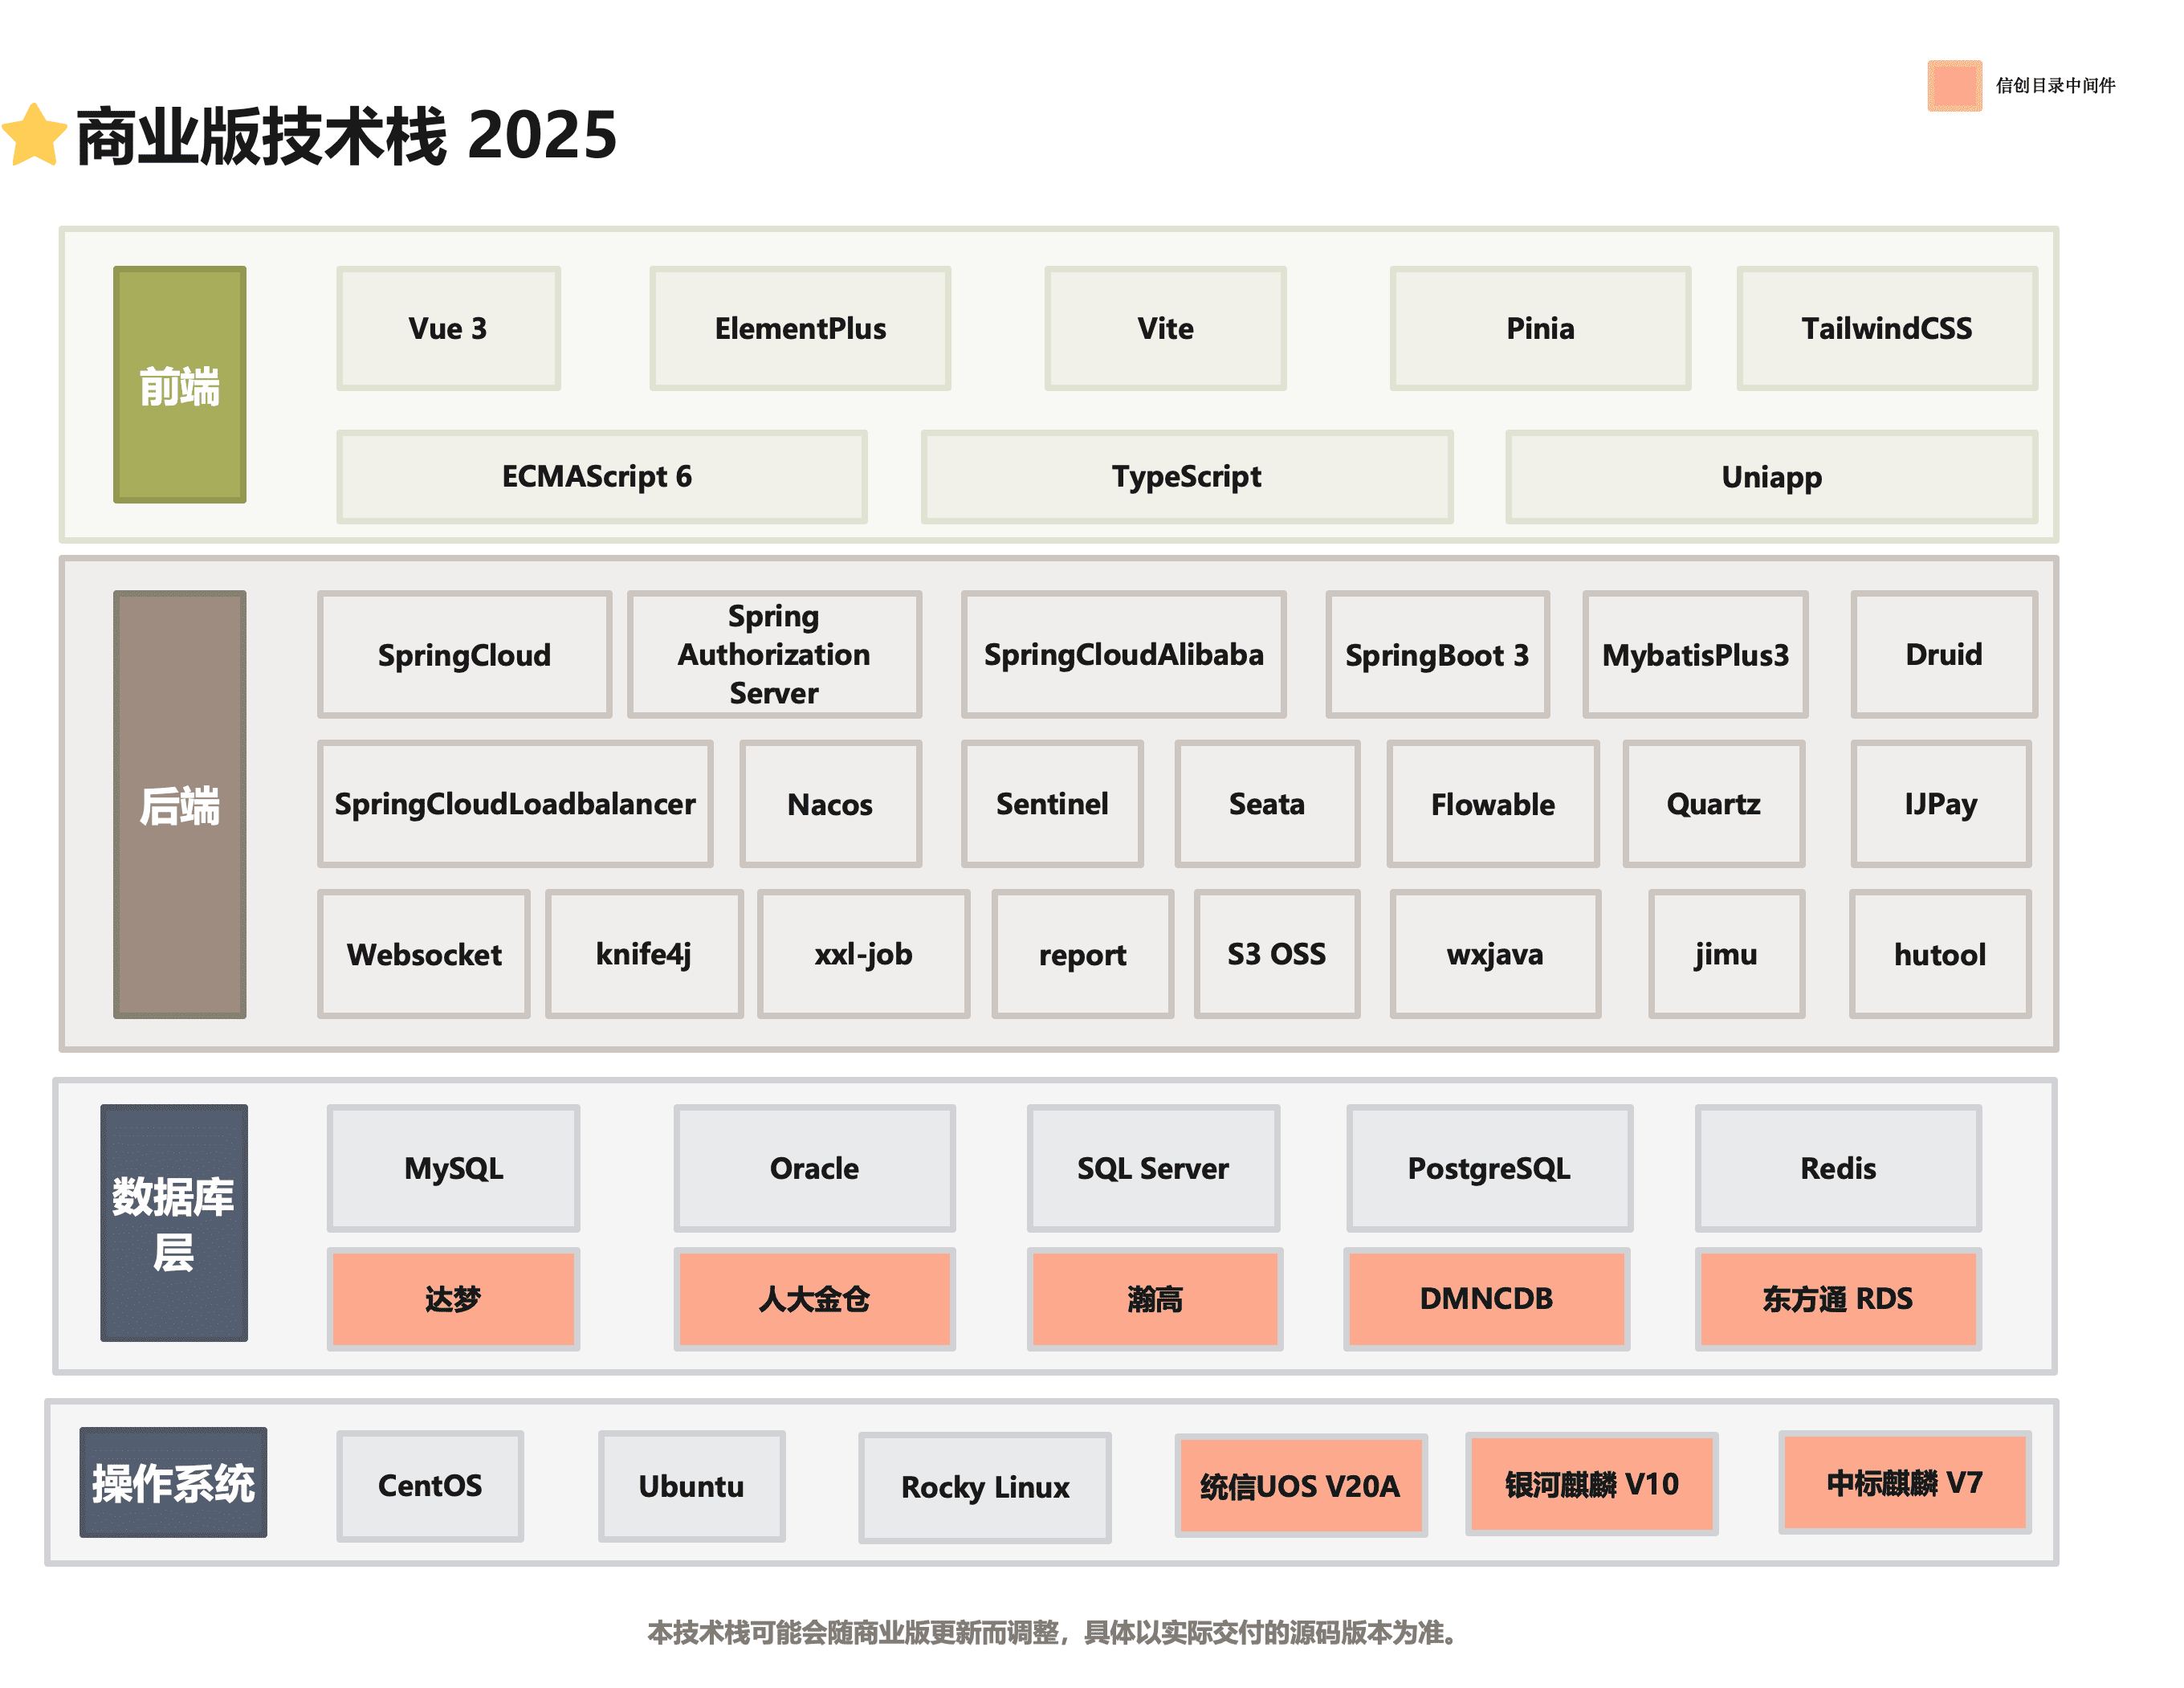 信创目录中间件
商业版技术栈 2025
前端
Vue 3
ElementPlus
Vite
Pinia
TailwindCSS
ECMAScript 6
TypeScript
Uniapp
后端
SpringCloud
Spring
Authorization
Server
SpringCloudAlibaba
SpringBoot 3
MybatisPlus3
Druid
SpringCloudLoadbalancer
Nacos
Sentinel
Seata
Flowable
Quartz
IJPay
Websocket
knife4j
xxl-job
report
S3 OSS
wxjava
jimu
hutool
数据库
层
MySQL
Oracle
SQL Server
PostgreSQL
Redis
达梦
人大金仓
瀚高
DMNCDB
东方通 RDS
操作系统
CentOS
Ubuntu
Rocky Linux
统信UOS V20A
银河麒麟 V10
中标麒麟 V7
本技术栈可能会随商业版更新而调整，具体以实际交付的源码版本为准。